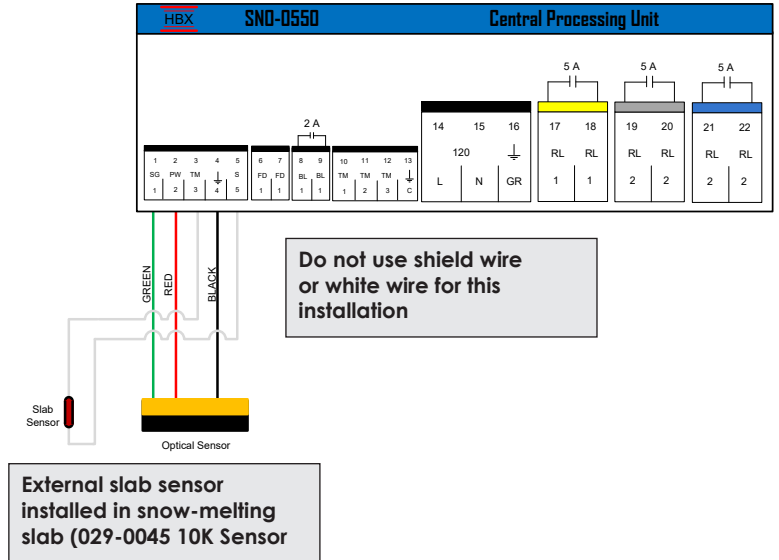 HBX SNO-0550 Central Processing Unit
5 A 5 A 5 A
2 A
14 15 16 17 18 19 20 21 22
120 RL RL RL RL RL RL
L N GR 1 1 2 2 2 2
1 2 3 4 5 6 7 8 9 10 11 12 13
SG PW TM S FD FD BL BL TM TM TM
1 2 3 4 5 1 1 1 1 1 2 3 C
GREEN
RED
BLACK
Do not use shield wire
or white wire for this
installation
Slab
Sensor
Optical Sensor
External slab sensor
installed in snow-melting
slab (029-0045 10K Sensor